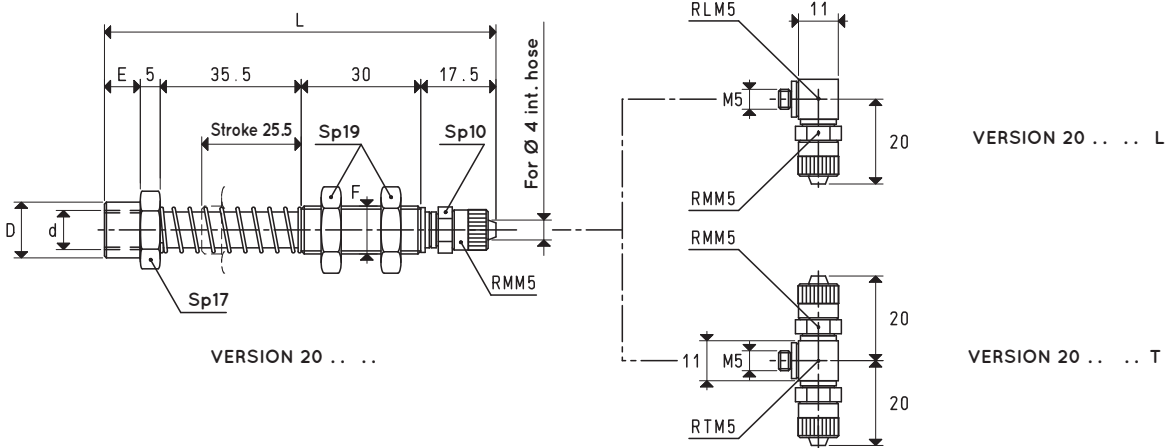 L
E
5
35.5
30
17.5
Stroke 25.5
Sp19
Sp10
For Ø 4 int. hose
F
D
d
Sp17
RMM5
VERSION 20 .. ..
RLM5
11
M5
20
RMM5
VERSION 20 .. .. L
RMM5
20
11
M5
20
RTM5
VERSION 20 .. .. T